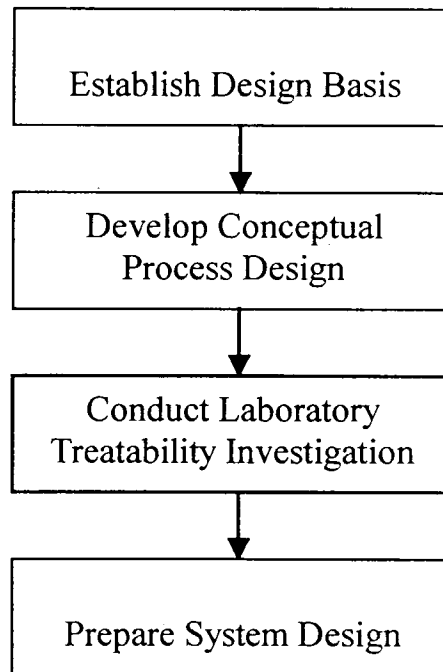 Establish Design Basis
Develop Conceptual
Process Design
Conduct Laboratory
Treatability Investigation
Prepare System Design